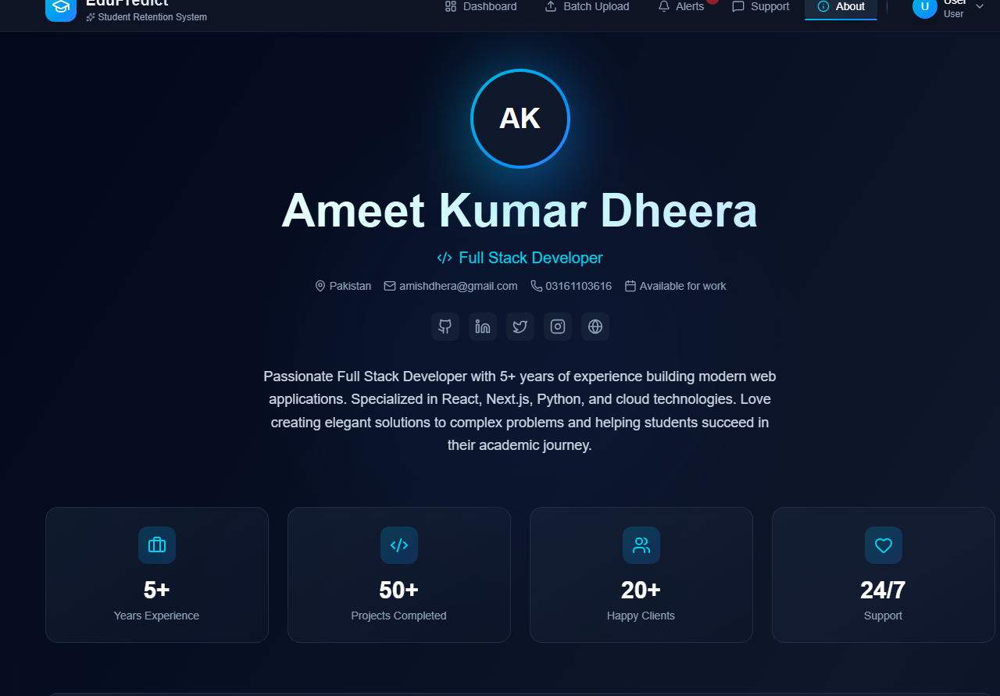 EduPredict
Student Retention System
Dashboard
Batch Upload
Alerts
Support
About
U
User
User
AK
Ameet Kumar Dheera
Full Stack Developer
Pakistan amishdhera@gmail.com 03161103616 Available for work
Passionate Full Stack Developer with 5+ years of experience building modern web
applications. Specialized in React, Next.js, Python, and cloud technologies. Love
creating elegant solutions to complex problems and helping students succeed in
their academic journey.
5+
Years Experience
50+
Projects Completed
20+
Happy Clients
24/7
Support